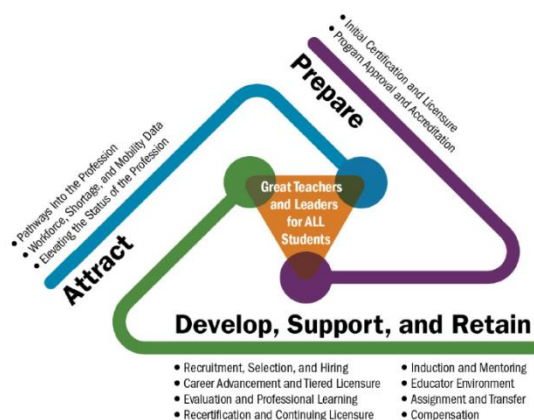 Prepare
• Initial Certification and Licensure
• Program Approval and Accreditation
• Pathways Into the Profession
• Workforce, Shortage, and Mobility Data
• Elevating the Status of the Profession
Attract
Great Teachers
and Leaders
for ALL
Students
Develop, Support, and Retain
• Recruitment, Selection, and Hiring
• Career Advancement and Tiered Licensure
• Evaluation and Professional Learning
• Recertification and Continuing Licensure
• Induction and Mentoring
• Educator Environment
• Assignment and Transfer
• Compensation